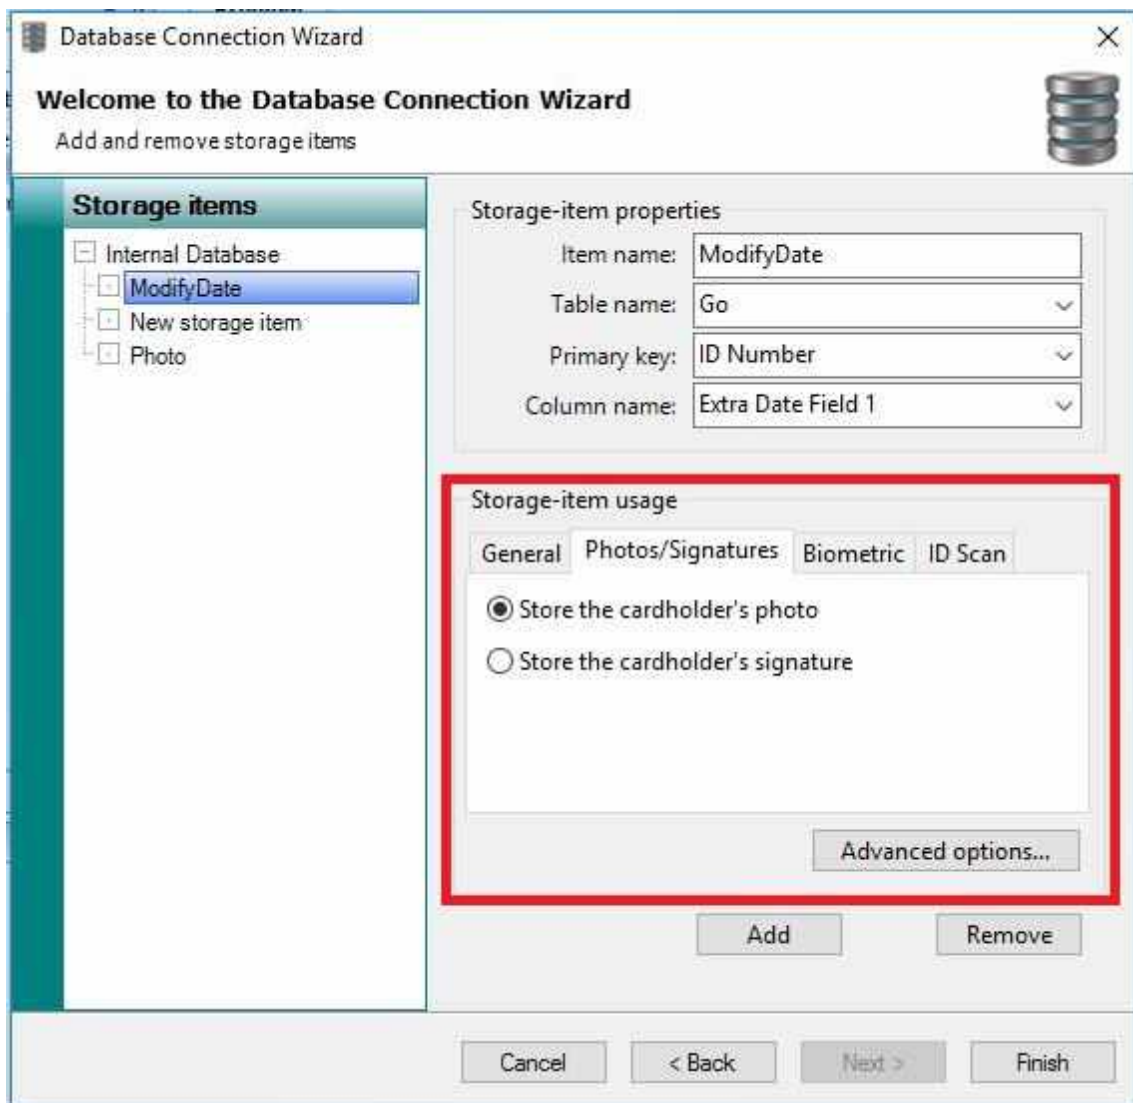 Database Connection Wizard
Welcome to the Database Connection Wizard
Add and remove storage items
Storage items
Internal Database
ModifyDate
New storage item
Photo
Storage-item properties
Item name: ModifyDate
Table name: Go
Primary key: ID Number
Column name: Extra Date Field 1
Storage-item usage
General Photos/Signatures Biometric ID Scan
Store the cardholder's photo
Store the cardholder's signature
Advanced options...
Add Remove
Cancel < Back Next > Finish